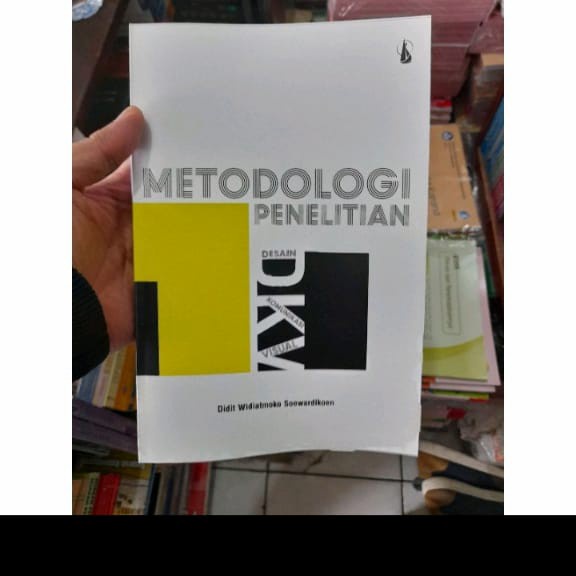 METODOLOGI
PENELITIAN
DESAIN
DKV
KOMUNIKASI
VISUAL
Didit Widiatmoko Soewardikoen